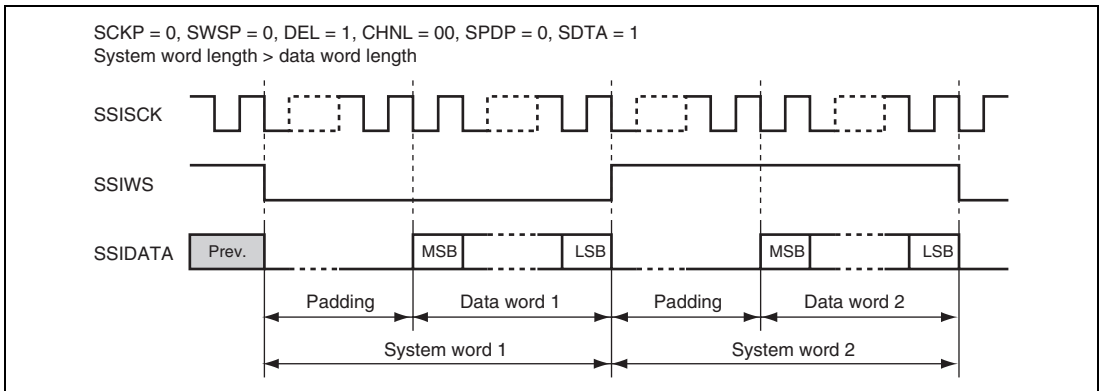 SCKP = 0, SWSP = 0, DEL = 1, CHNL = 00, SPDP = 0, SDTA = 1
System word length > data word length
SSISCK
SSIWS
SSIDATA
Prev.
MSB
LSB
MSB
LSB
Padding
Data word 1
Padding
Data word 2
System word 1
System word 2